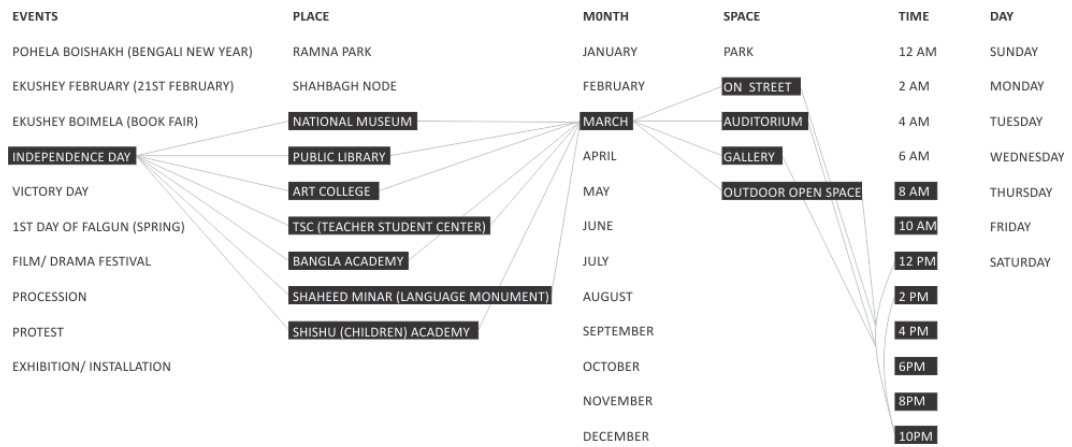 EVENTS PLACE MONTH SPACE TIME DAY
POHELA BOISHAKH (BENGALI NEW YEAR) RAMNA PARK JANUARY PARK 12 AM SUNDAY
EKUSHEY FEBRUARY (21ST FEBRUARY) SHAHBAGH NODE FEBRUARY ON STREET 2 AM MONDAY
EKUSHEY BOIMELA (BOOK FAIR) NATIONAL MUSEUM MARCH AUDITORIUM 4 AM TUESDAY
INDEPENDENCE DAY PUBLIC LIBRARY APRIL GALLERY 6 AM WEDNESDAY
VICTORY DAY ART COLLEGE MAY OUTDOOR OPEN SPACE 8 AM THURSDAY
1ST DAY OF FALGUN (SPRING) TSC (TEACHER STUDENT CENTER) JUNE 10 AM FRIDAY
FILM/ DRAMA FESTIVAL BANGLA ACADEMY JULY 12 PM SATURDAY
PROCESSION SHAHEED MINAR (LANGUAGE MONUMENT) AUGUST 2 PM
PROTEST SHISHU (CHILDREN) ACADEMY SEPTEMBER 4 PM
EXHIBITION/ INSTALLATION OCTOBER 6PM
NOVEMBER 8PM
DECEMBER 10PM